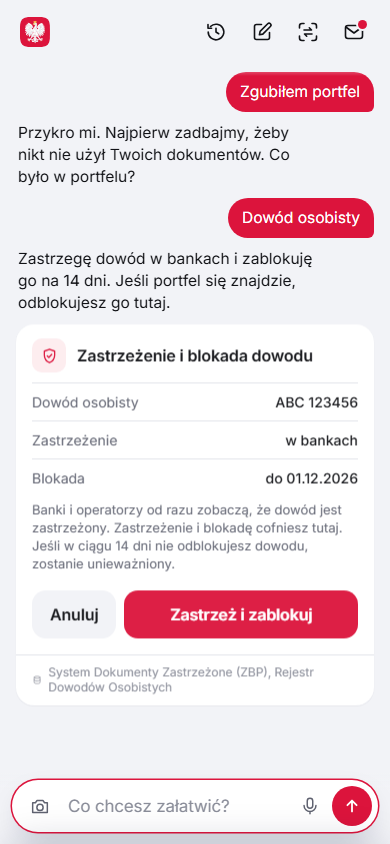 Zgubiłem portfel
Przykro mi. Najpierw zadbajmy, żeby
nikt nie użył Twoich dokumentów. Co
było w portfelu?
Dowód osobisty
Zastrzegę dowód w bankach i zablokuję
go na 14 dni. Jeśli portfel się znajdzie,
odblokujesz go tutaj.
Zastrzeżenie i blokada dowodu
Dowód osobisty ABC 123456
Zastrzeżenie w bankach
Blokada do 01.12.2026
Banki i operatorzy od razu zobaczą, że dowód jest
zastrzeżony. Zastrzeżenie i blokadę cofniesz tutaj.
Jeśli w ciągu 14 dni nie odblokujesz dowodu,
zostanie unieważniony.
Anuluj Zastrzeż i zablokuj
System Dokumenty Zastrzeżone (ZBP), Rejestr
Dowodów Osobistych
Co chcesz załatwić?